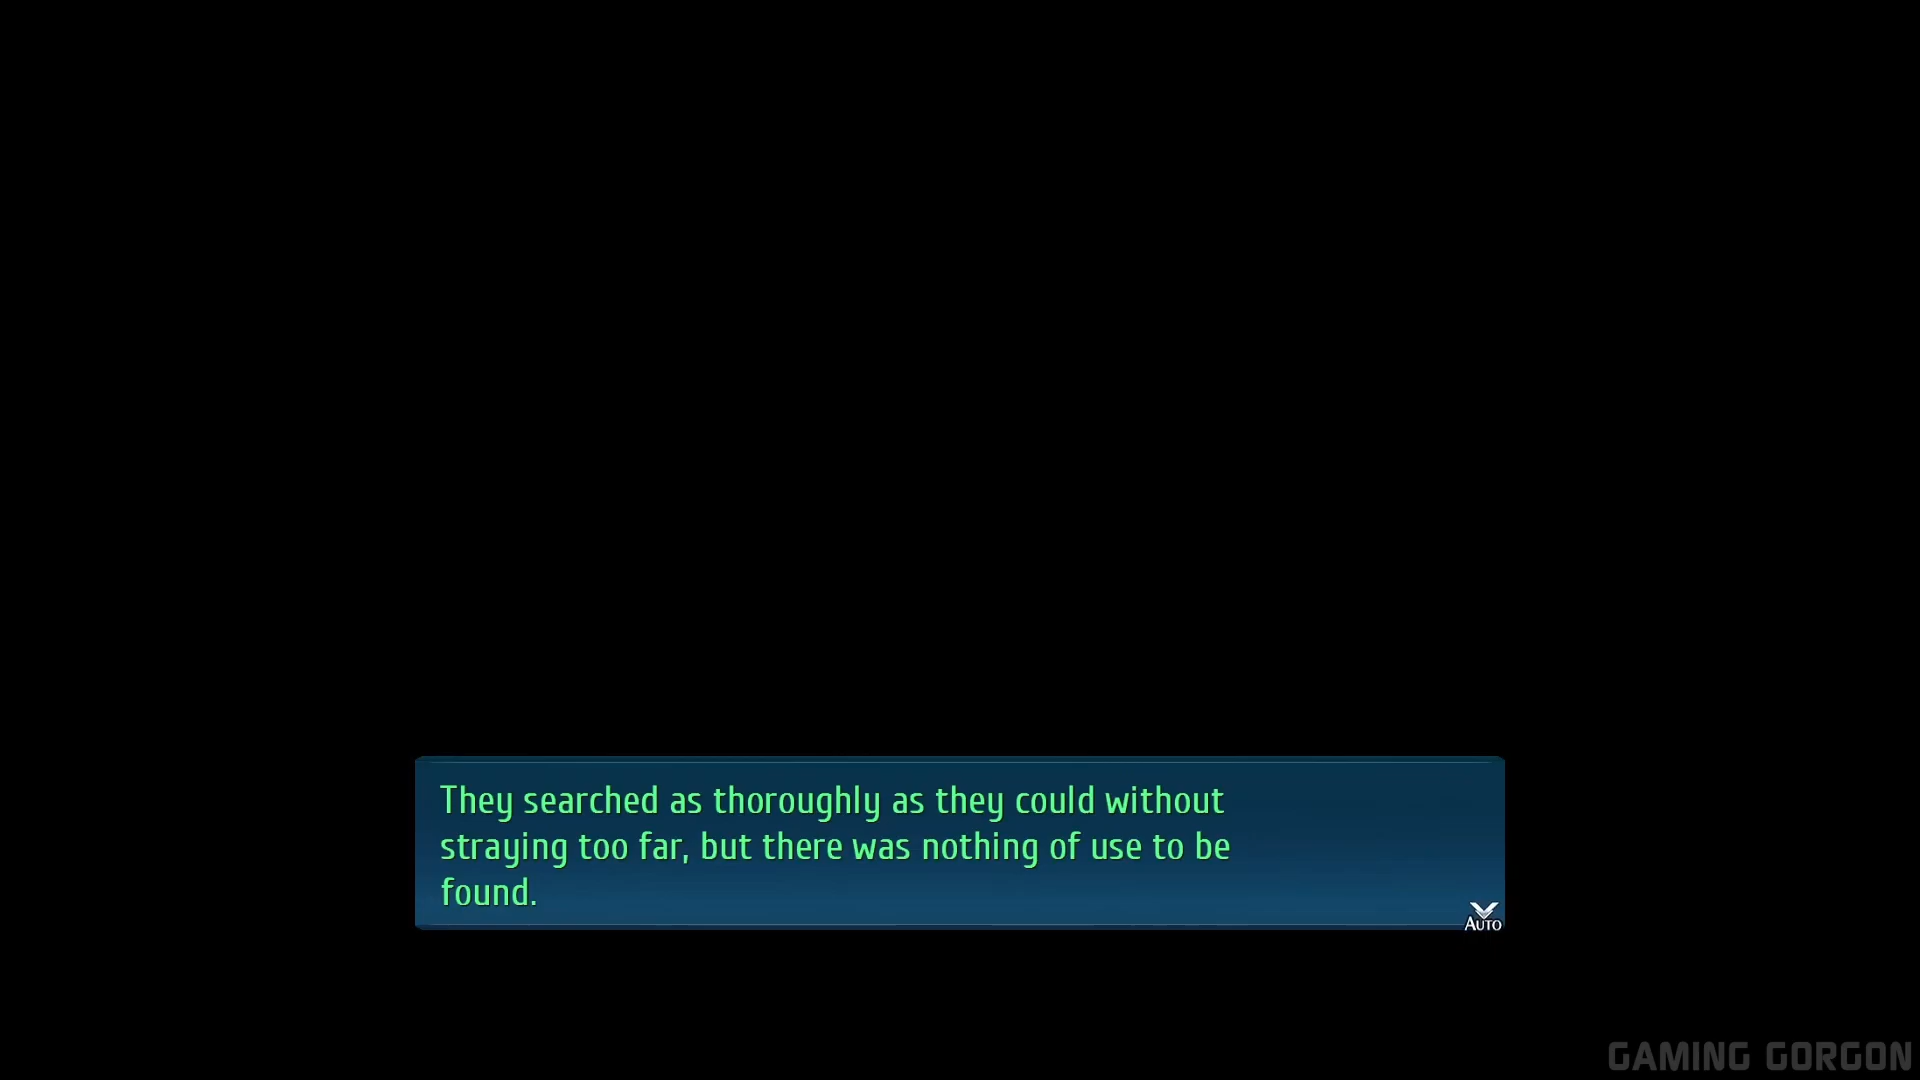 They searched as thoroughly as they could without
straying too far, but there was nothing of use to be
found.
AUTO
GAMING GORGON